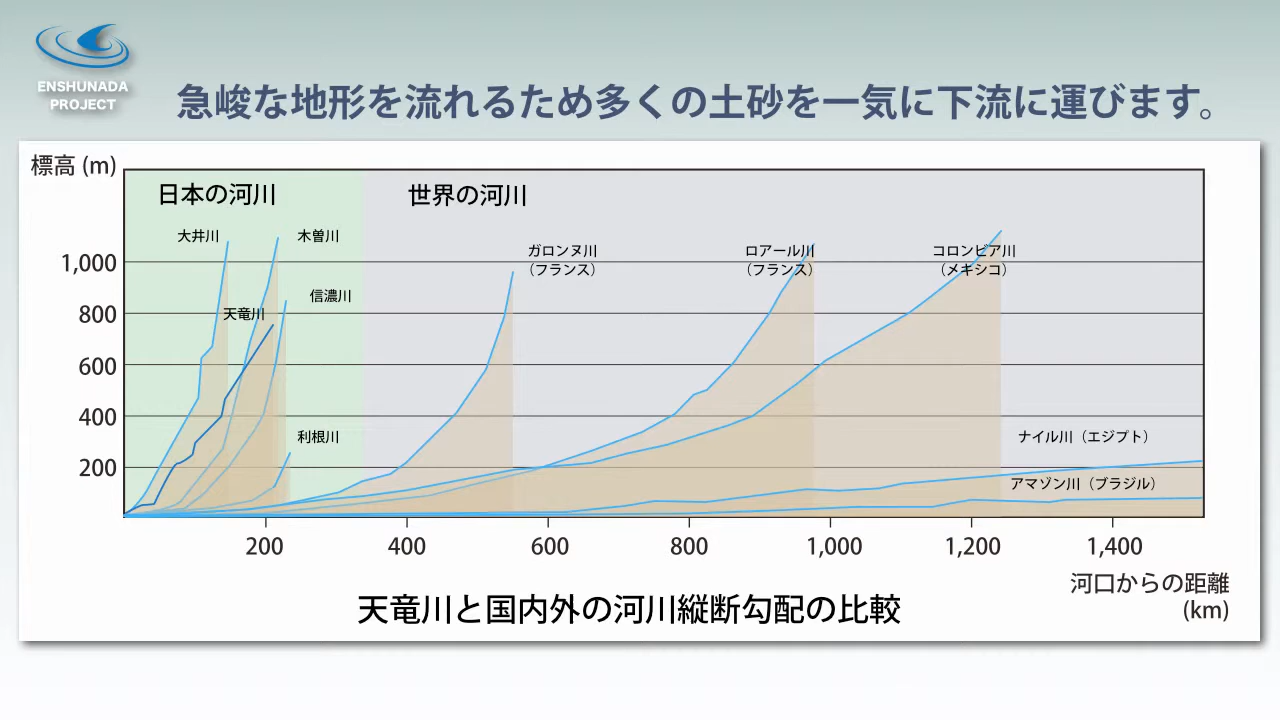 ENSHUNADA
PROJECT
急峻な地形を流れるため多くの土砂を一気に下流に運びます。
標高 (m)
日本の河川
世界の河川
大井川
木曽川
ガロンヌ川
(フランス)
ロアール川
(フランス)
コロンビア川
(メキシコ)
1,000
信濃川
天竜川
800
600
400
利根川
ナイル川(エジプト)
200
アマゾン川(ブラジル)
200 400 600 800 1,000 1,200 1,400
河口からの距離
(km)
天竜川と国内外の河川縦断勾配の比較